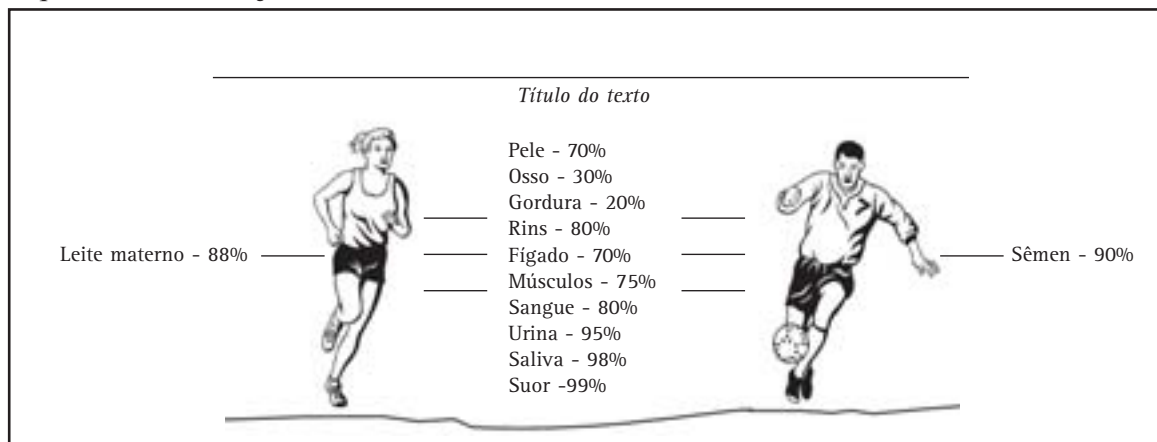 Título do texto
Pele - 70%
Osso - 30%
Gordura - 20%
Rins - 80%
Leite materno - 88%
Fígado - 70%
Sêmen - 90%
Músculos - 75%
Sangue - 80%
Urina - 95%
Saliva - 98%
Suor -99%